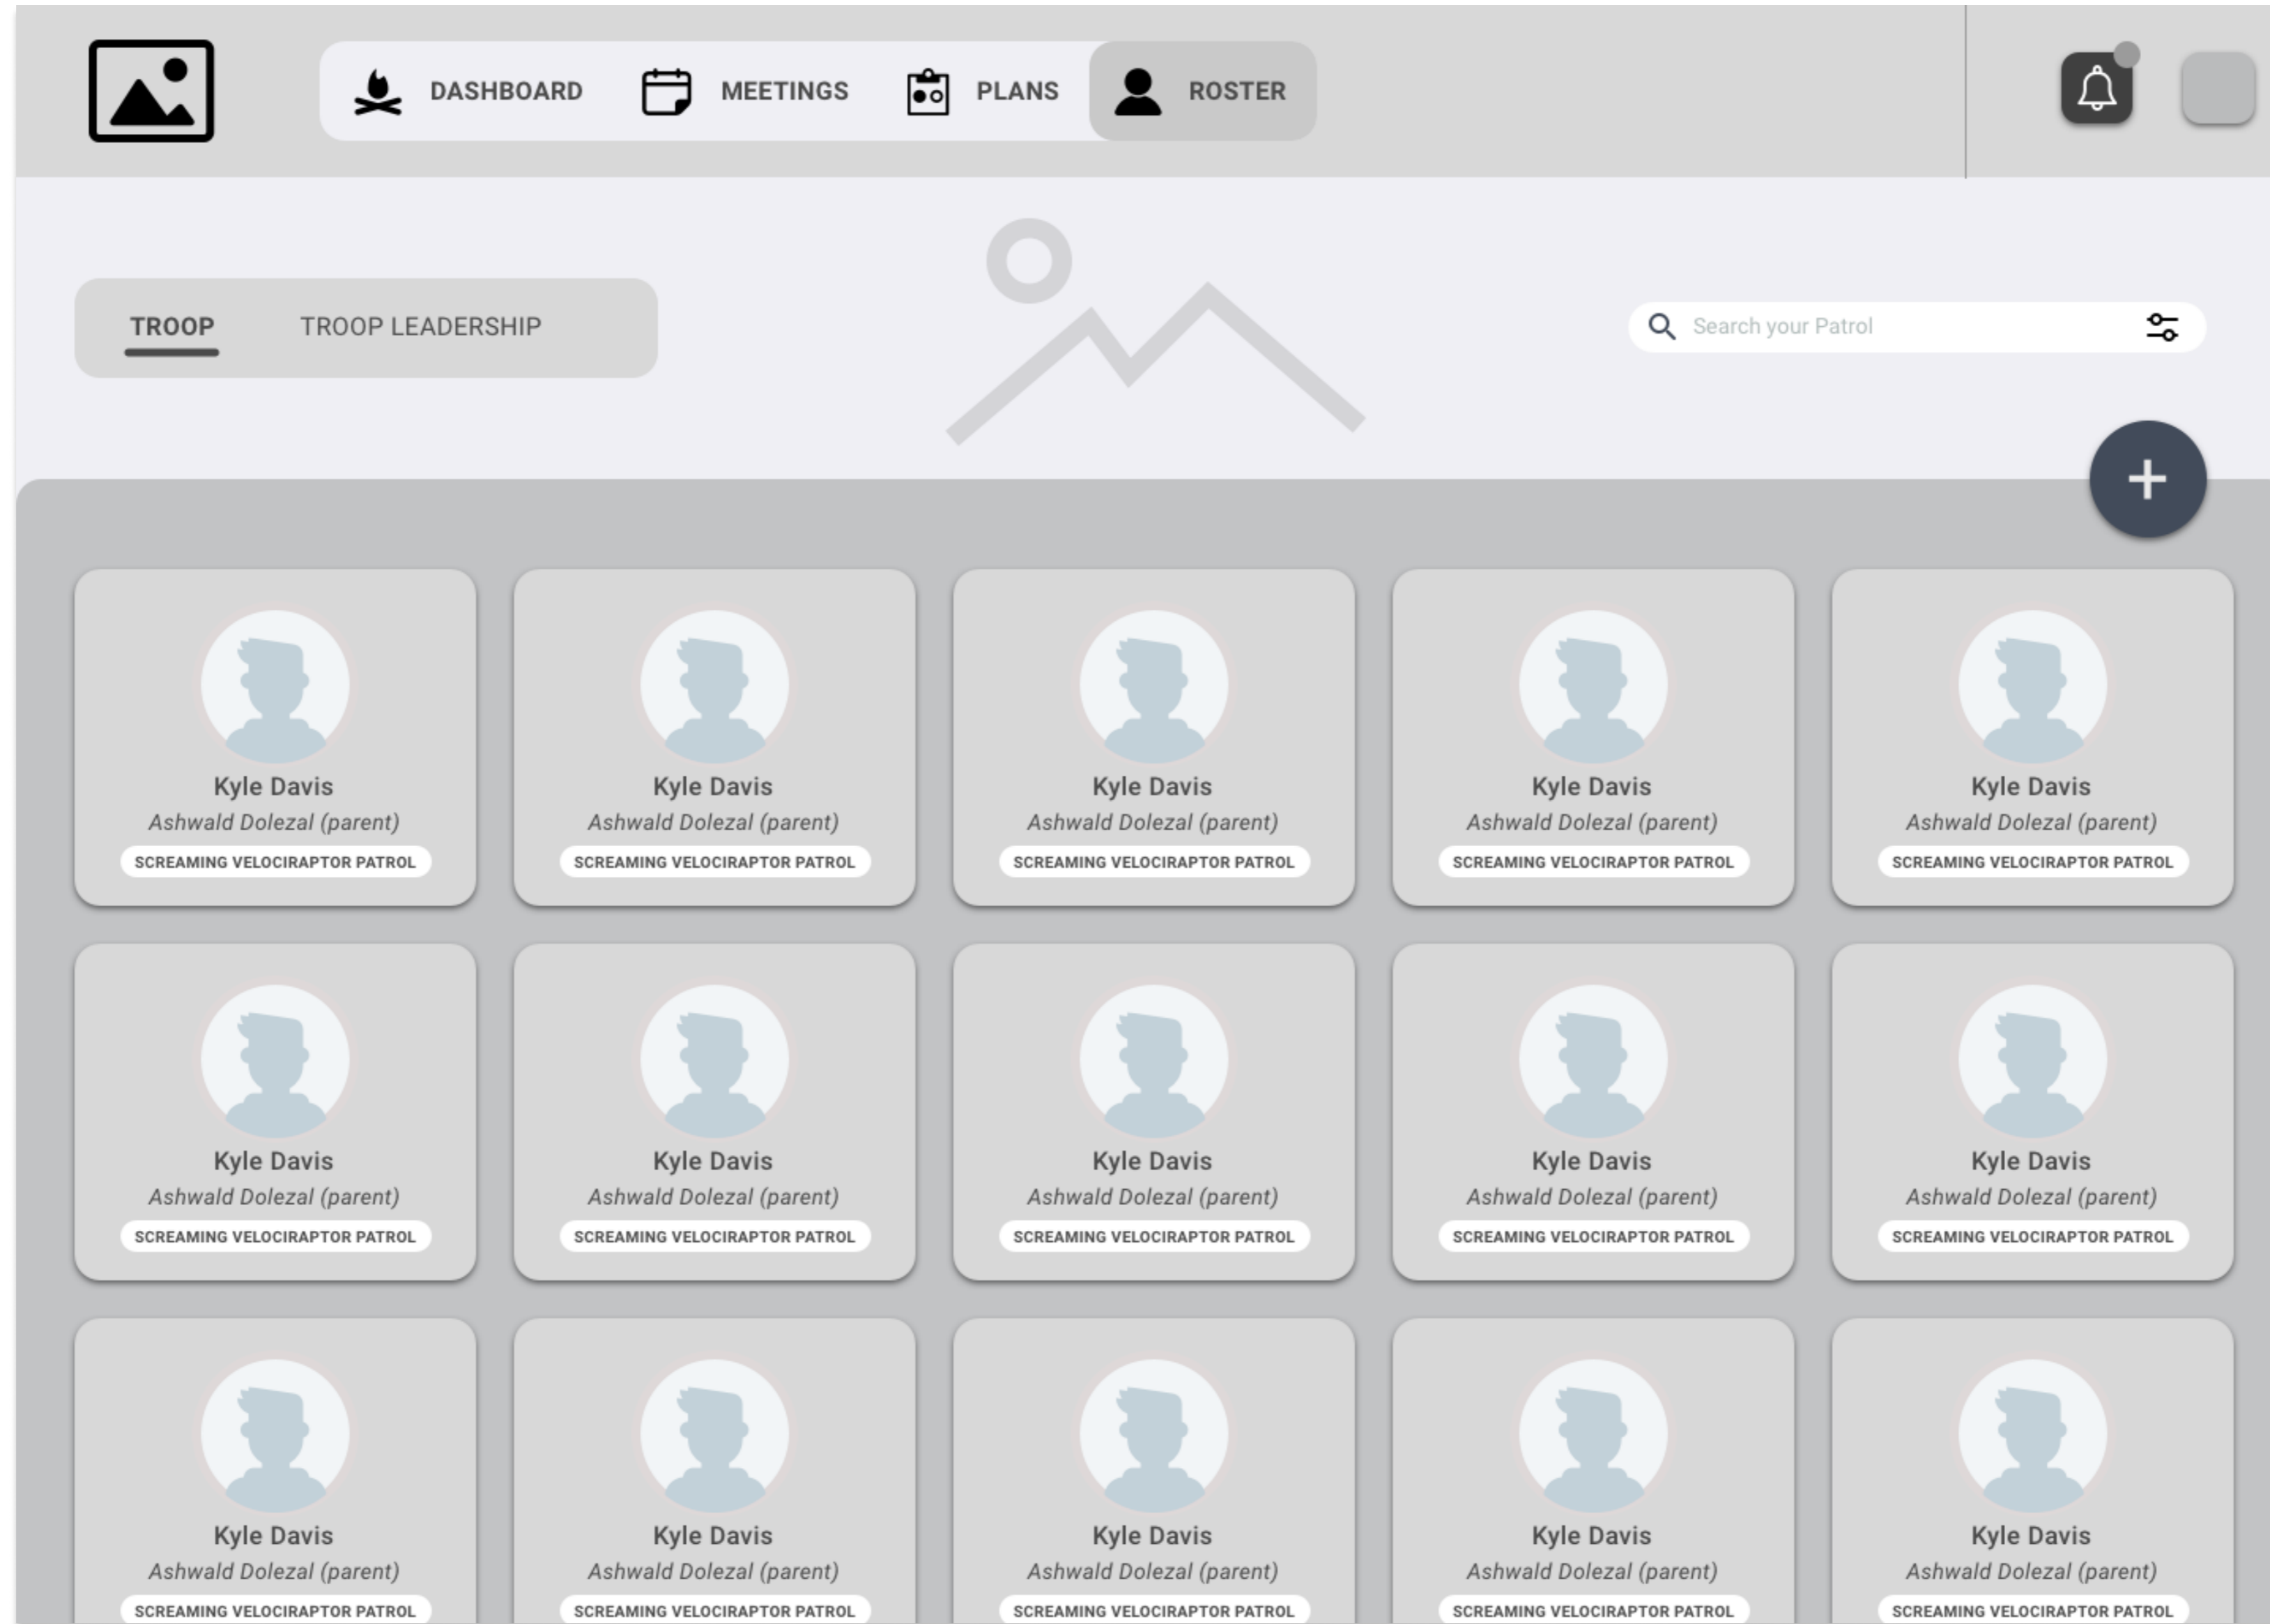 DASHBOARD MEETINGS PLANS ROSTER
TROOP TROOP LEADERSHIP
Search your Patrol
Kyle Davis Kyle Davis Kyle Davis Kyle Davis Kyle Davis
Ashwald Dolezal (parent) Ashwald Dolezal (parent) Ashwald Dolezal (parent) Ashwald Dolezal (parent) Ashwald Dolezal (parent)
SCREAMING VELOCIRAPTOR PATROL SCREAMING VELOCIRAPTOR PATROL SCREAMING VELOCIRAPTOR PATROL SCREAMING VELOCIRAPTOR PATROL SCREAMING VELOCIRAPTOR PATROL
Kyle Davis Kyle Davis Kyle Davis Kyle Davis Kyle Davis
Ashwald Dolezal (parent) Ashwald Dolezal (parent) Ashwald Dolezal (parent) Ashwald Dolezal (parent) Ashwald Dolezal (parent)
SCREAMING VELOCIRAPTOR PATROL SCREAMING VELOCIRAPTOR PATROL SCREAMING VELOCIRAPTOR PATROL SCREAMING VELOCIRAPTOR PATROL SCREAMING VELOCIRAPTOR PATROL
Kyle Davis Kyle Davis Kyle Davis Kyle Davis Kyle Davis
Ashwald Dolezal (parent) Ashwald Dolezal (parent) Ashwald Dolezal (parent) Ashwald Dolezal (parent) Ashwald Dolezal (parent)
SCREAMING VELOCIRAPTOR PATROL SCREAMING VELOCIRAPTOR PATROL SCREAMING VELOCIRAPTOR PATROL SCREAMING VELOCIRAPTOR PATROL SCREAMING VELOCIRAPTOR PATROL